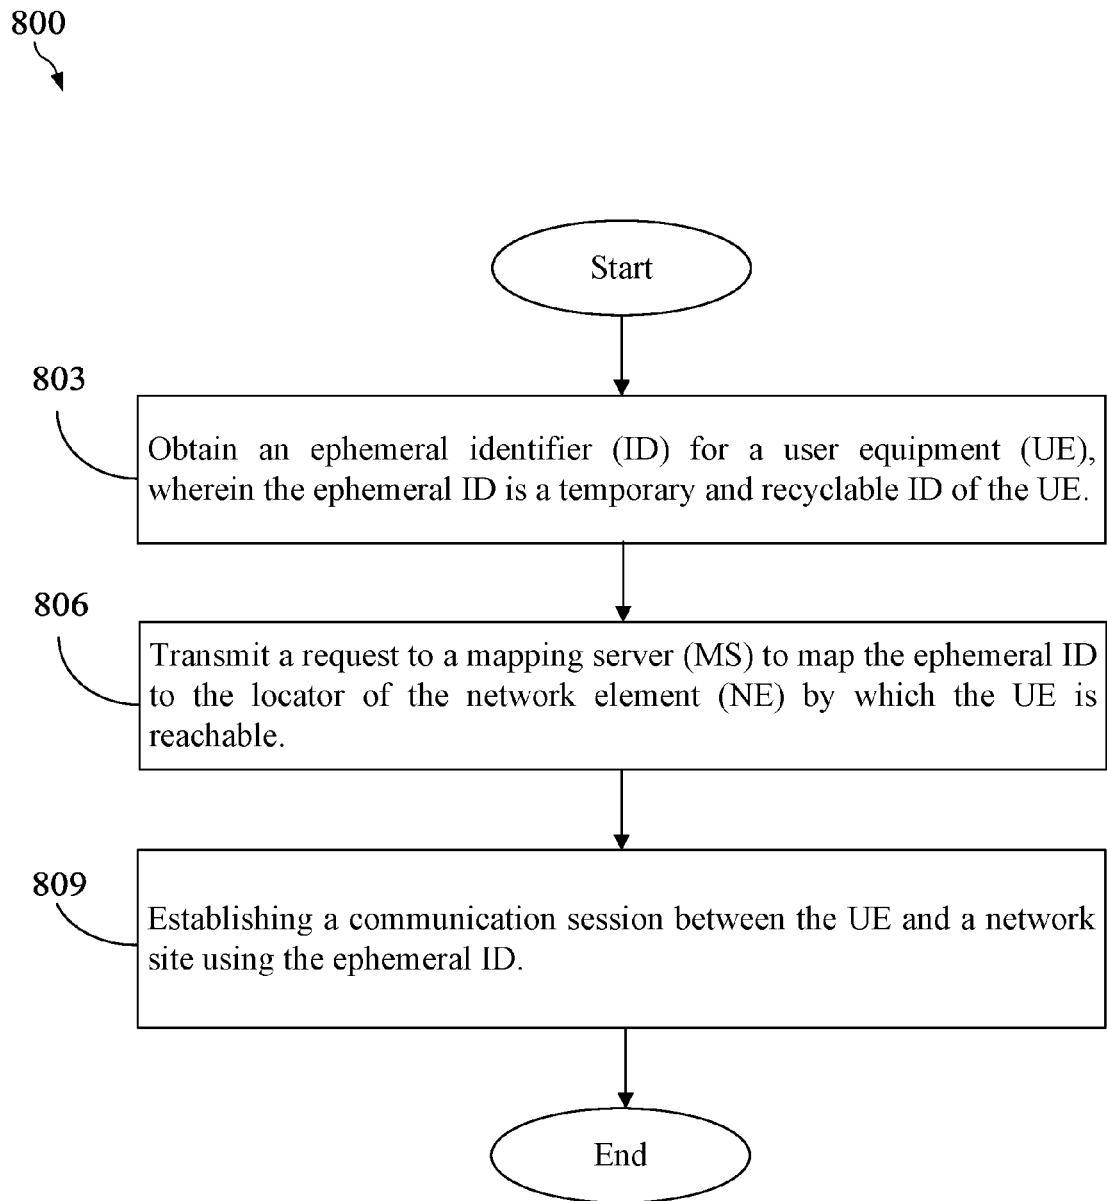 800
Start
803
Obtain an ephemeral identifier (ID) for a user equipment (UE),
wherein the ephemeral ID is a temporary and recyclable ID of the UE.
806
Transmit a request to a mapping server (MS) to map the ephemeral ID
to the locator of the network element (NE) by which the UE is
reachable.
809
Establishing a communication session between the UE and a network
site using the ephemeral ID.
End